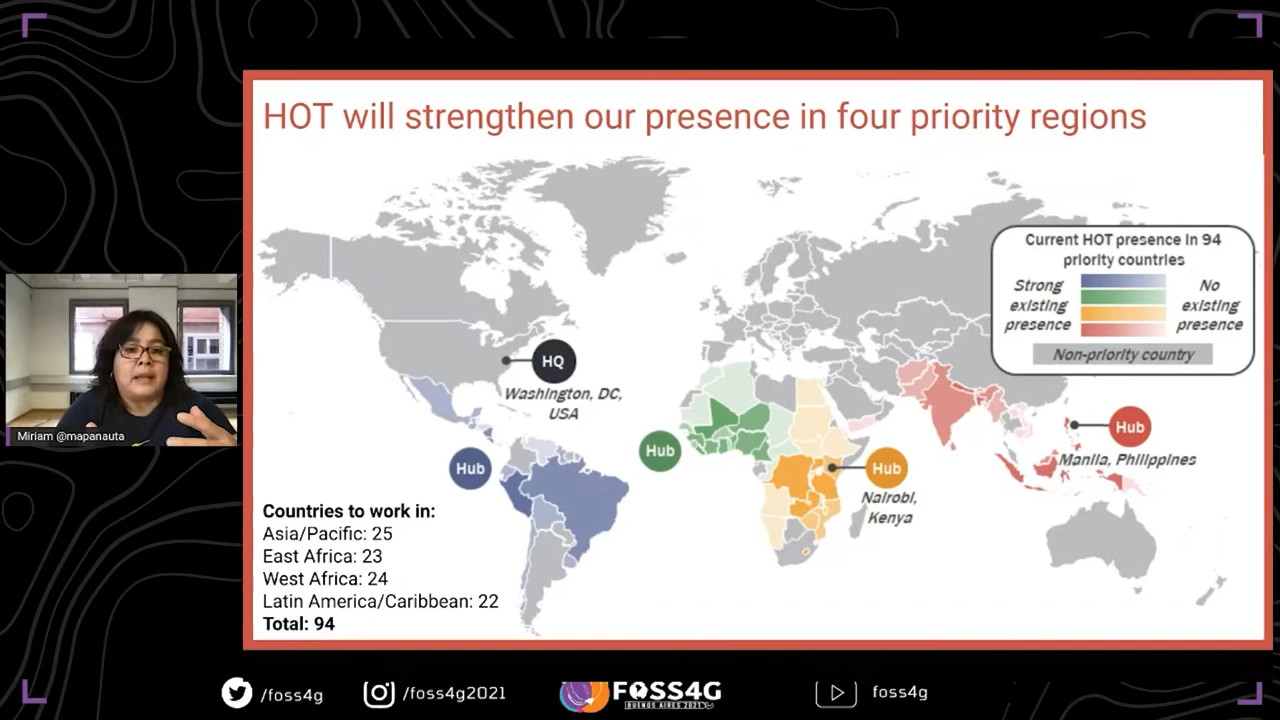 HOT will strengthen our presence in four priority regions
Current HOT presence in 94
priority countries
Strong
existing
presence
No
existing
presence
Non-priority country
HQ
Washington, DC,
USA
Hub
Hub
Hub
Nairobi,
Kenya
Hub
Manila, Philippines
Countries to work in:
Asia/Pacific: 25
East Africa: 23
West Africa: 24
Latin America/Caribbean: 22
Total: 94
Miriam @mapanauta
/foss4g
/foss4g2021
FOSS4G
BUENOS AIRES 2021
foss4g